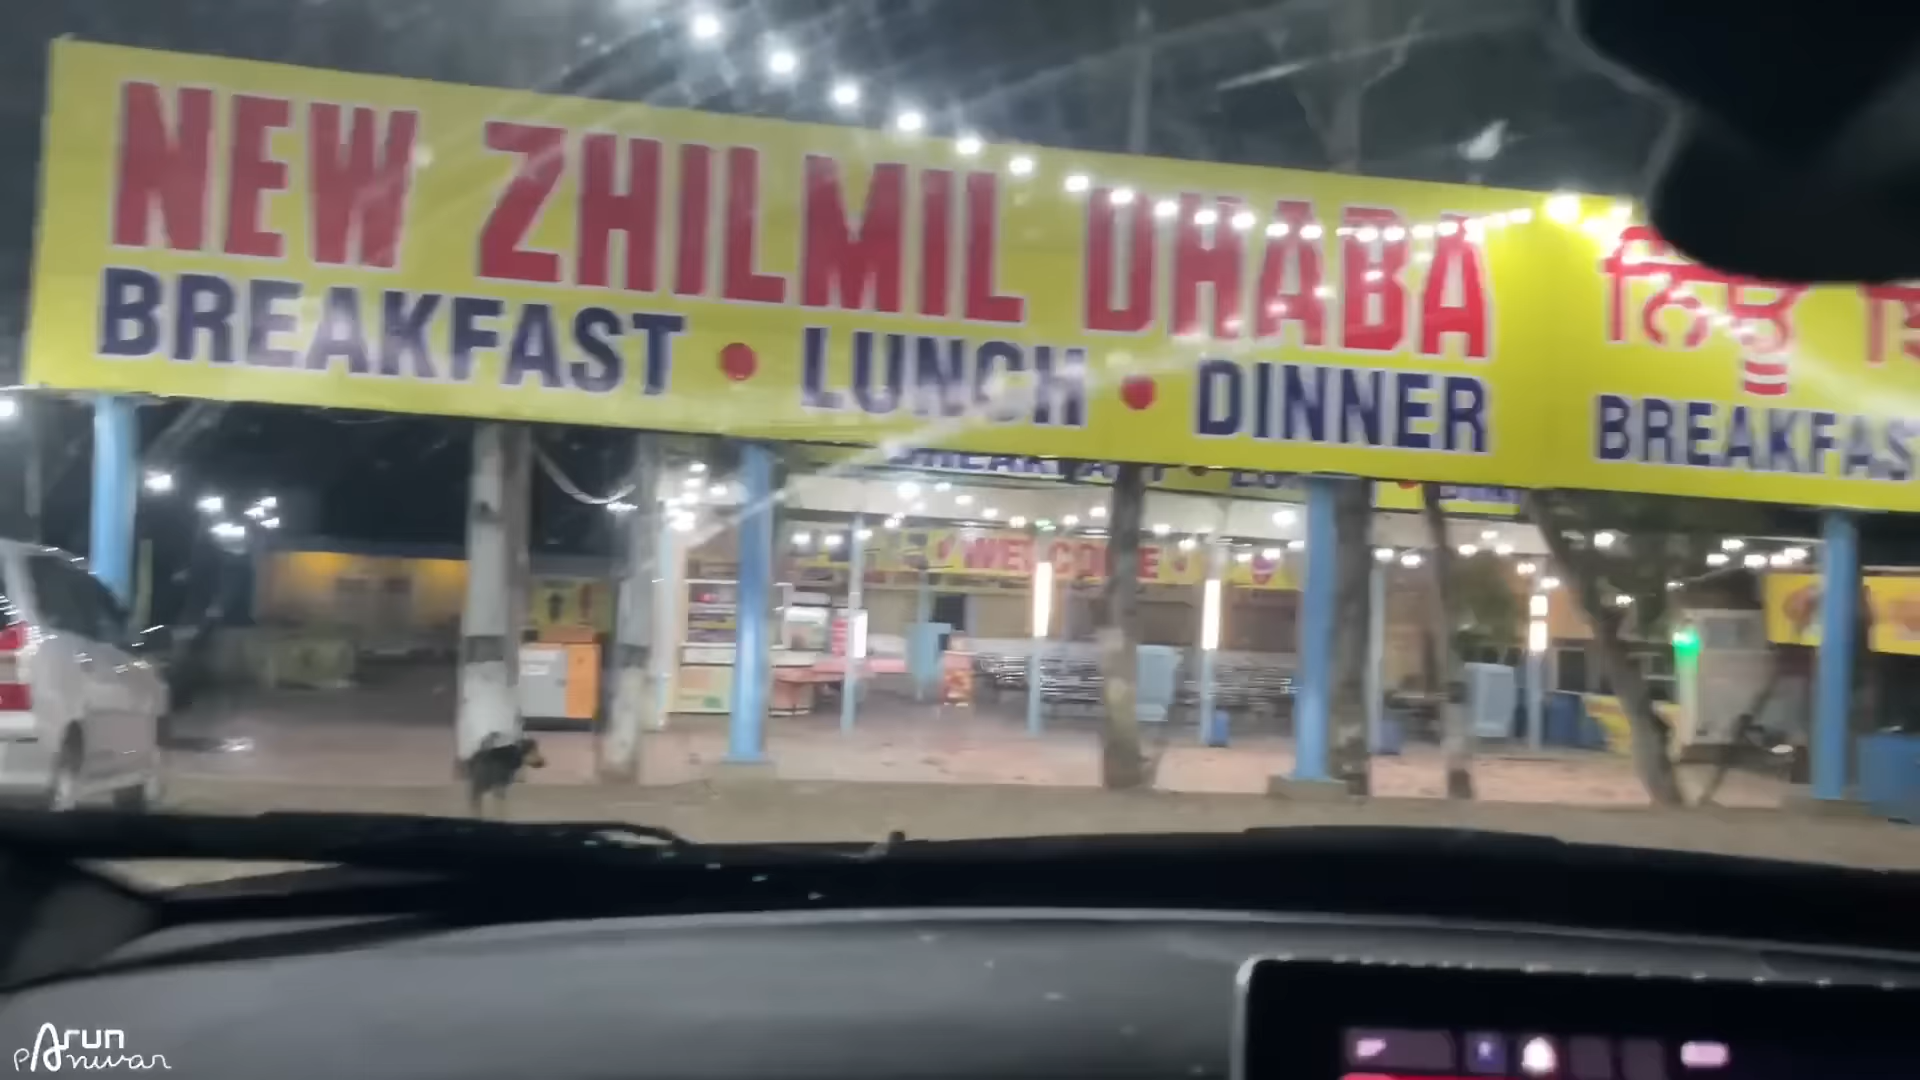 NEW ZHILMIL DHABA
BREAKFAST • LUNCH • DINNER
ਨਿਊ
BREAKFAS
WELCOME
Arun
Panwar